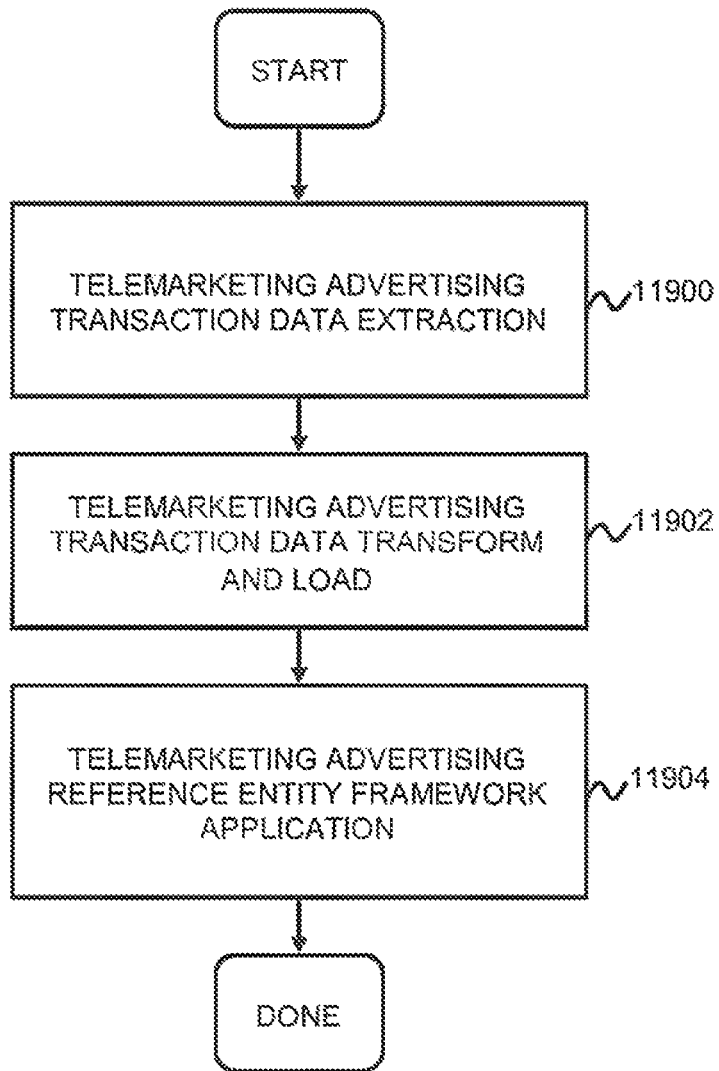 START
TELEMARKETING ADVERTISING
TRANSACTION DATA EXTRACTION
11900
TELEMARKETING ADVERTISING
TRANSACTION DATA TRANSFORM
AND LOAD
11902
TELEMARKETING ADVERTISING
REFERENCE ENTITY FRAMEWORK
APPLICATION
11904
DONE